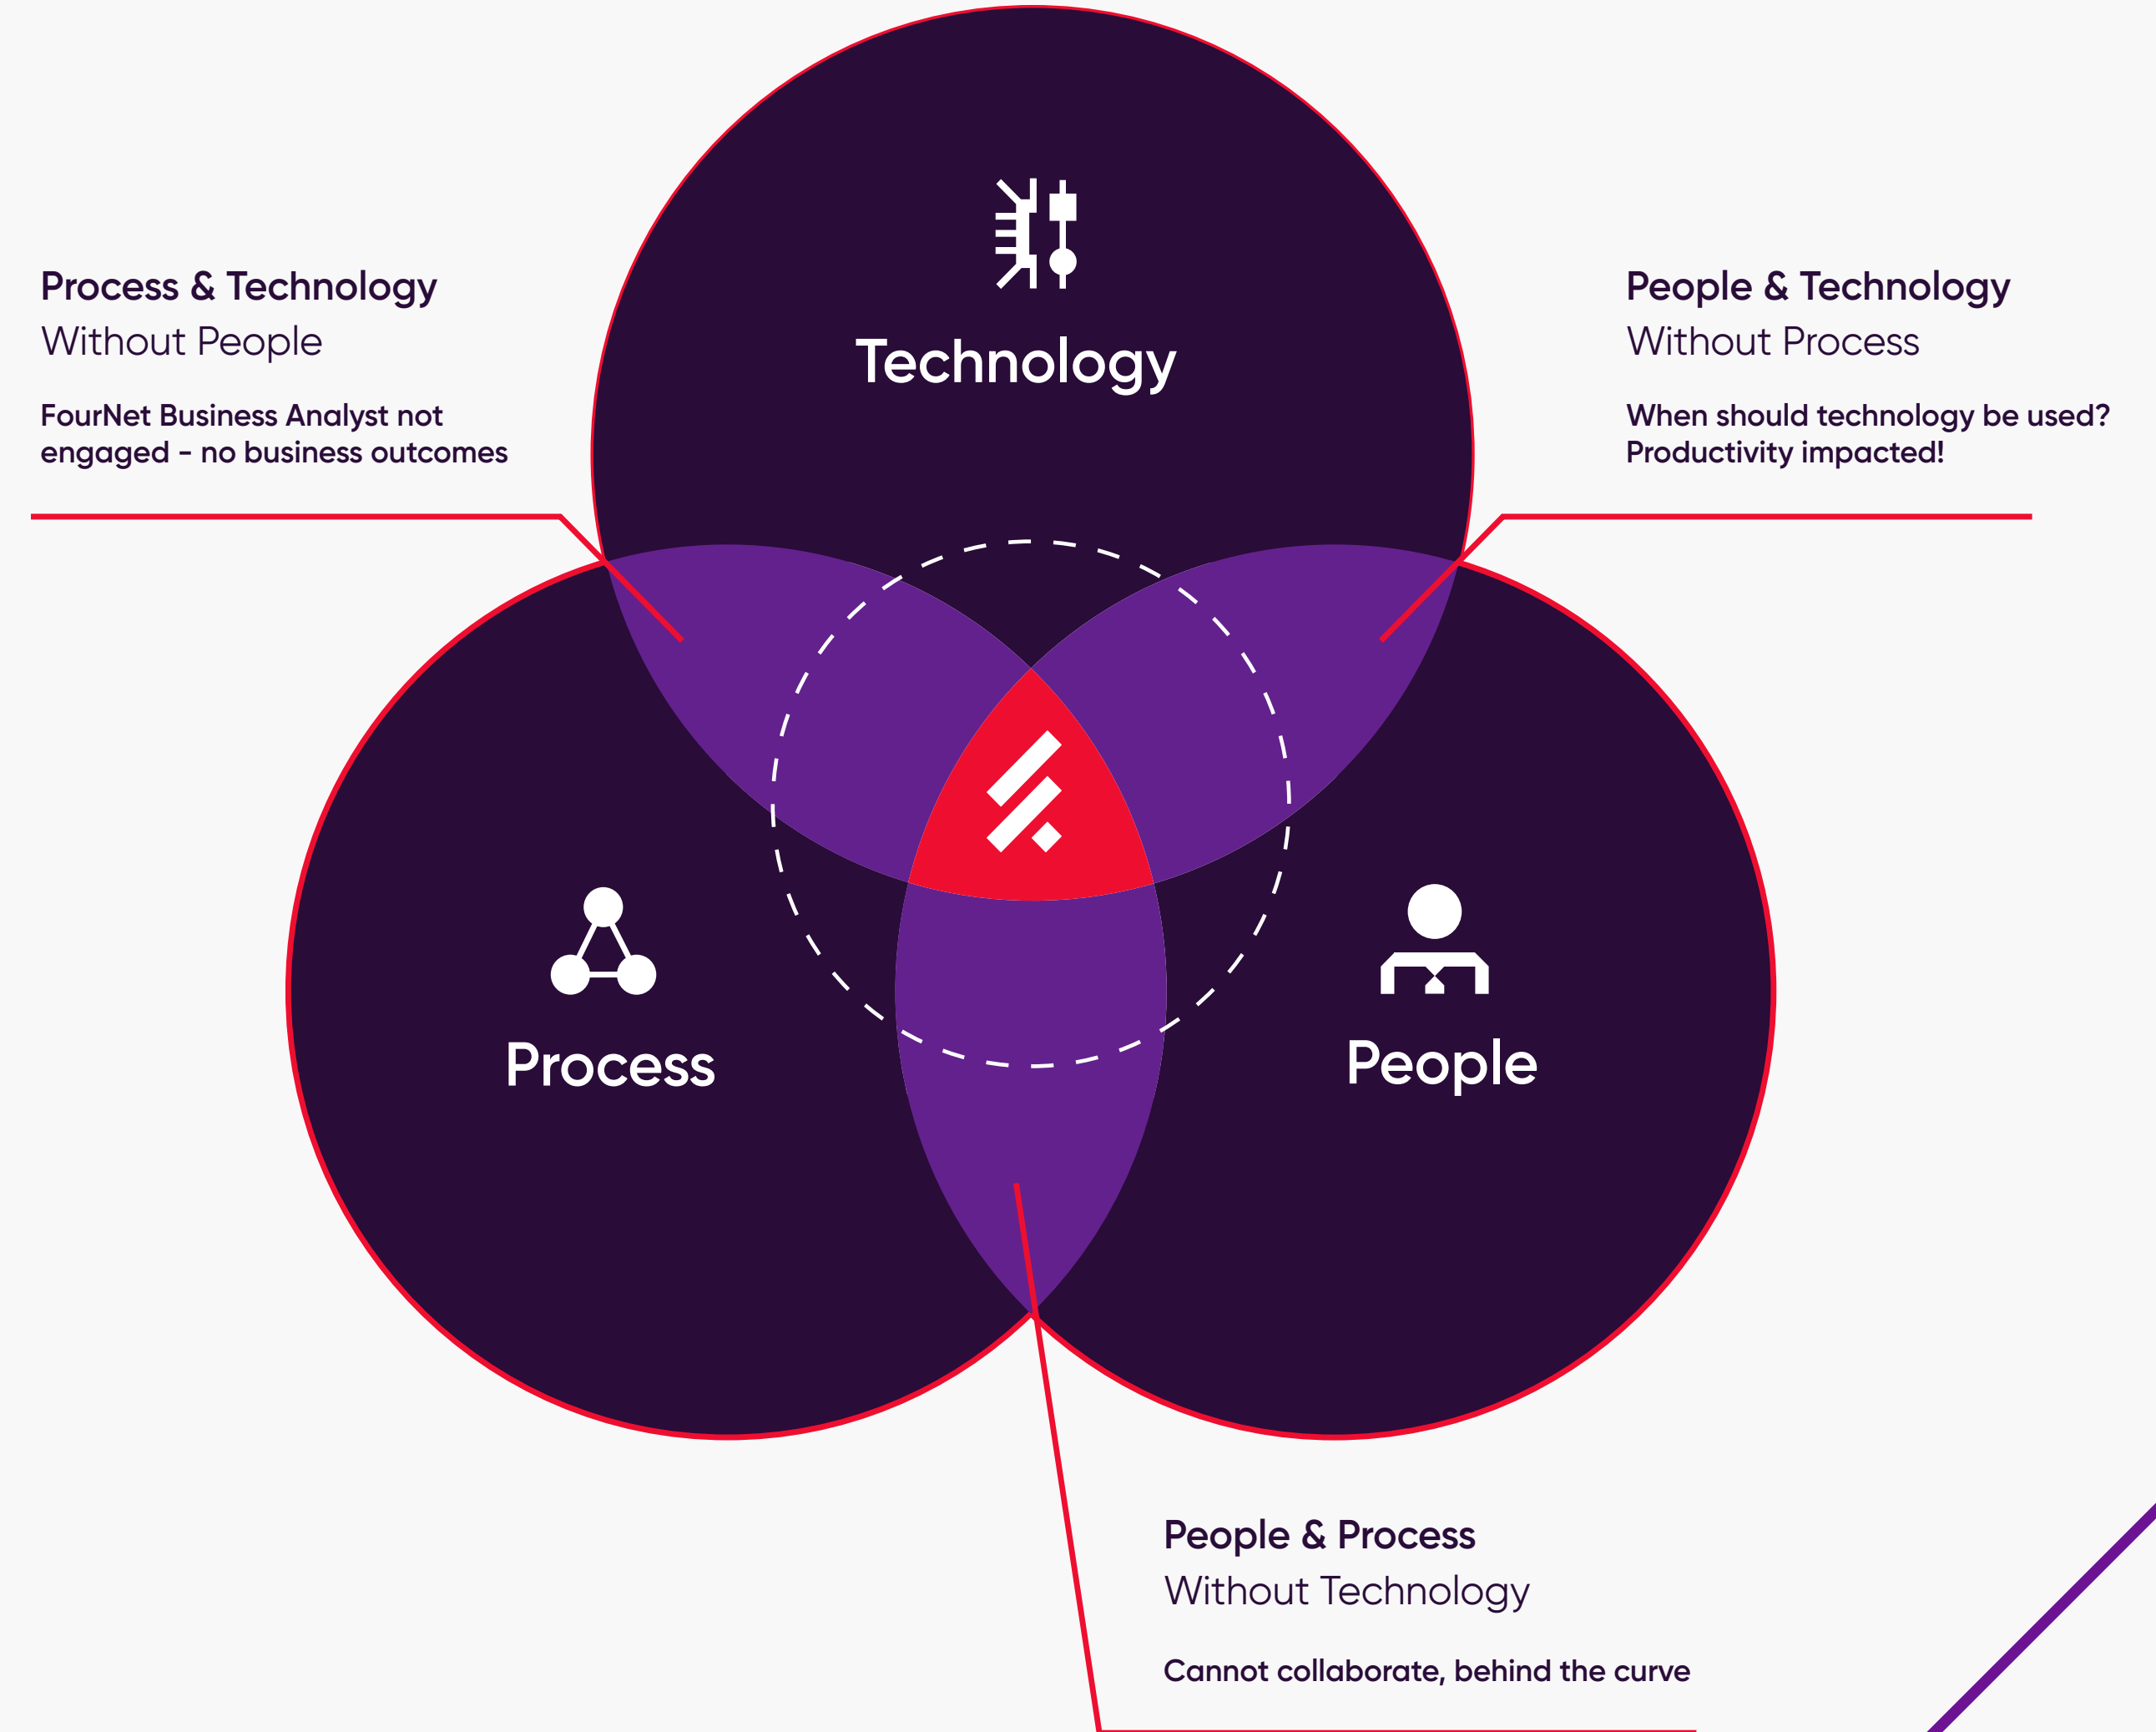 Technology
Process & Technology
Without People
FourNet Business Analyst not
engaged - no business outcomes
People & Technology
Without Process
When should technology be used?
Productivity impacted!
Process
People
People & Process
Without Technology
Cannot collaborate, behind the curve